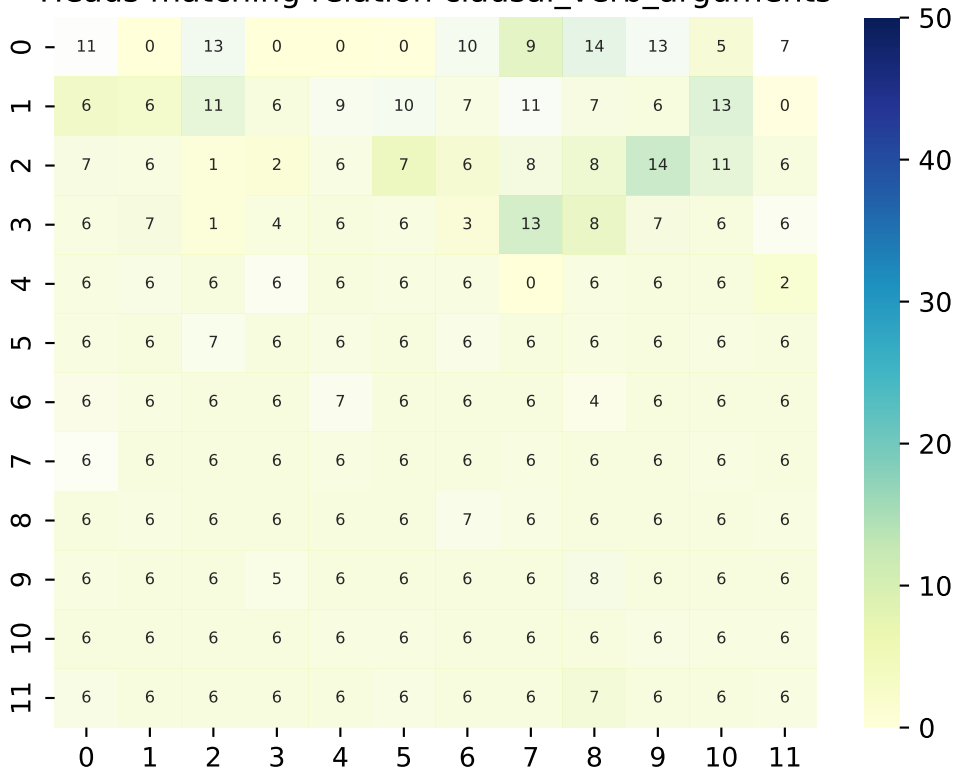 Heads matching relation clausal_verb_arguments
0 11 0 13 0 0 0 10 9 14 13 5 7
1 6 6 11 6 9 10 7 11 7 6 13 0
2 7 6 1 2 6 7 6 8 8 14 11 6
3 6 7 1 4 6 6 3 13 8 7 6 6
4 6 6 6 6 6 6 6 0 6 6 6 2
5 6 6 7 6 6 6 6 6 6 6 6 6
6 6 6 6 6 7 6 6 6 4 6 6 6
7 6 6 6 6 6 6 6 6 6 6 6 6
8 6 6 6 6 6 6 7 6 6 6 6 6
9 6 6 6 5 6 6 6 6 8 6 6 6
10 6 6 6 6 6 6 6 6 6 6 6 6
11 6 6 6 6 6 6 6 6 7 6 6 6
0 1 2 3 4 5 6 7 8 9 10 11
50
40
30
20
10
0